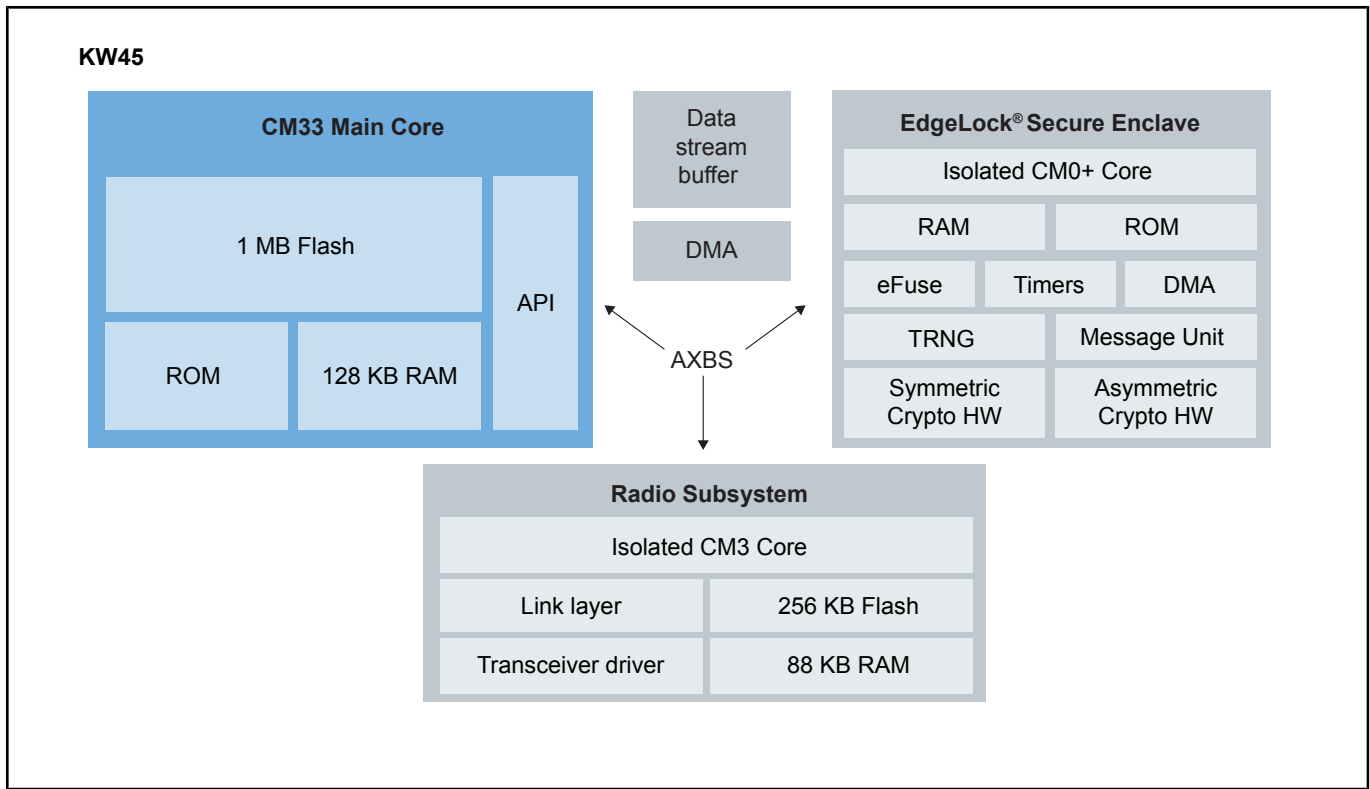 KW45
CM33 Main Core
1 MB Flash
API
ROM
128 KB RAM
Data
stream
buffer
DMA
AXBS
EdgeLock® Secure Enclave
Isolated CM0+ Core
RAM
ROM
eFuse
Timers
DMA
TRNG
Message Unit
Symmetric
Crypto HW
Asymmetric
Crypto HW
Radio Subsystem
Isolated CM3 Core
Link layer
256 KB Flash
Transceiver driver
88 KB RAM